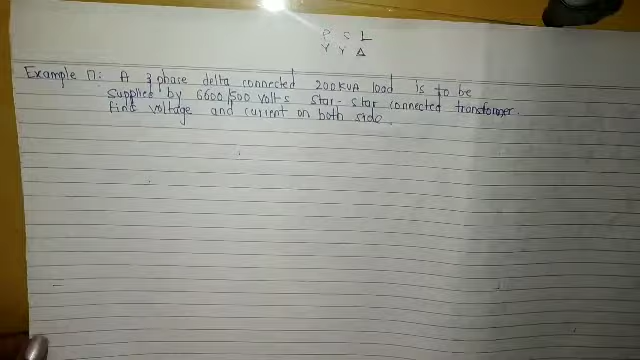 P S L
Y Y Δ
Example 17: A 3 phase delta connected 200KVA load is to be
supplied by 6600/500 volts star-star connected transformer.
find voltage and current on both side.